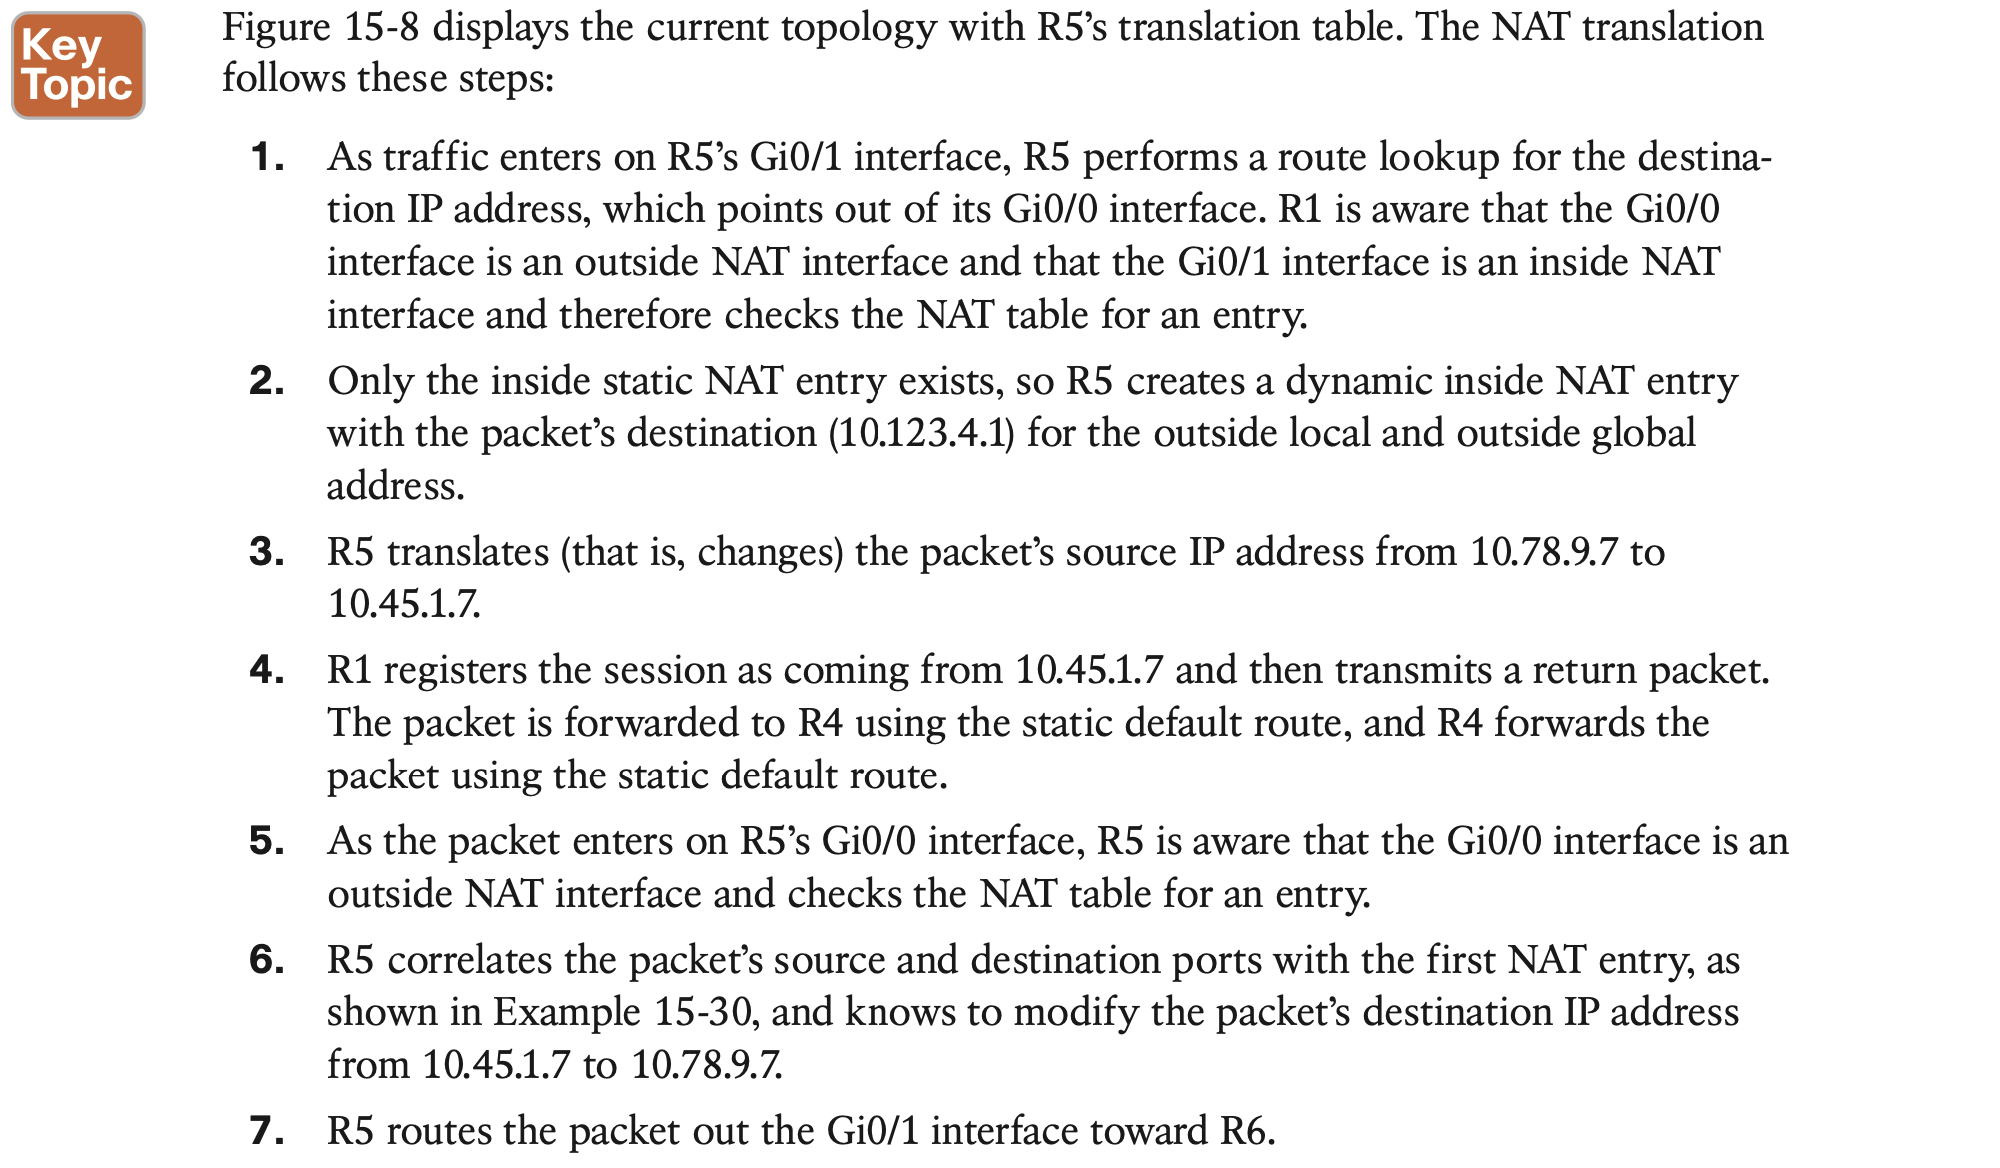 Key
Topic
Figure 15-8 displays the current topology with R5’s translation table. The NAT translation
follows these steps:
1. As traffic enters on R5’s Gi0/1 interface, R5 performs a route lookup for the destina-
tion IP address, which points out of its Gi0/0 interface. R1 is aware that the Gi0/0
interface is an outside NAT interface and that the Gi0/1 interface is an inside NAT
interface and therefore checks the NAT table for an entry.
2. Only the inside static NAT entry exists, so R5 creates a dynamic inside NAT entry
with the packet’s destination (10.123.4.1) for the outside local and outside global
address.
3. R5 translates (that is, changes) the packet’s source IP address from 10.78.9.7 to
10.45.1.7.
4. R1 registers the session as coming from 10.45.1.7 and then transmits a return packet.
The packet is forwarded to R4 using the static default route, and R4 forwards the
packet using the static default route.
5. As the packet enters on R5’s Gi0/0 interface, R5 is aware that the Gi0/0 interface is an
outside NAT interface and checks the NAT table for an entry.
6. R5 correlates the packet’s source and destination ports with the first NAT entry, as
shown in Example 15-30, and knows to modify the packet’s destination IP address
from 10.45.1.7 to 10.78.9.7.
7. R5 routes the packet out the Gi0/1 interface toward R6.